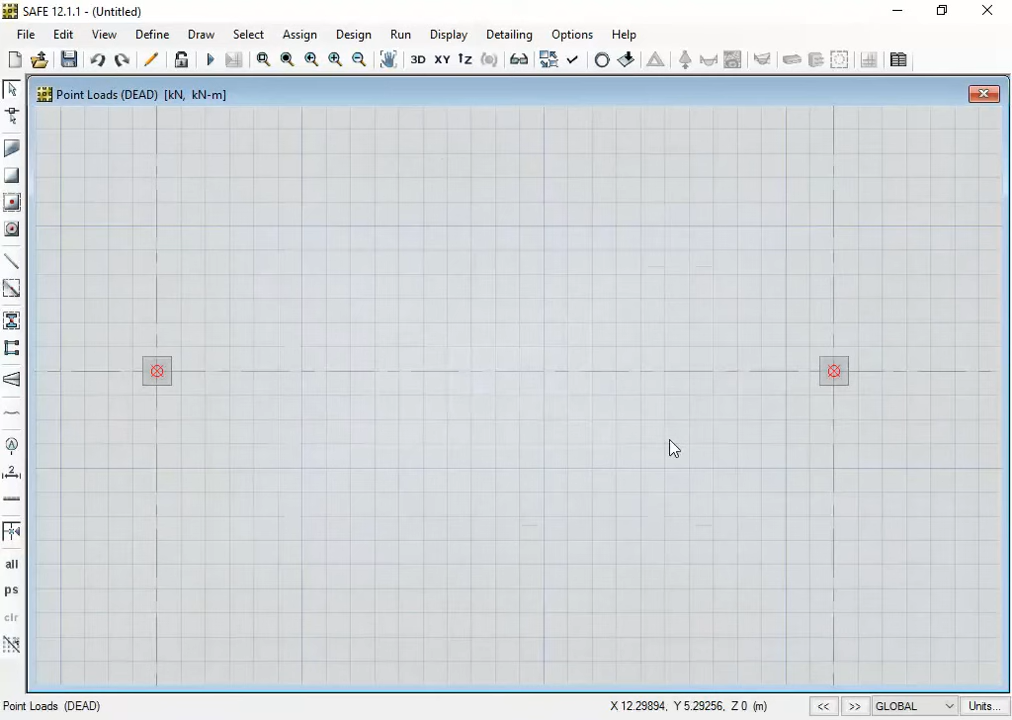 SAFE 12.1.1 - (Untitled)
File Edit View Define Draw Select Assign Design Run Display Detailing Options Help
3D XY
Point Loads (DEAD) [kN, kN-m]
2
all
ps
clr
Point Loads (DEAD)
X 12.29894, Y 5.29256, Z 0 (m)
<< >> GLOBAL Units...